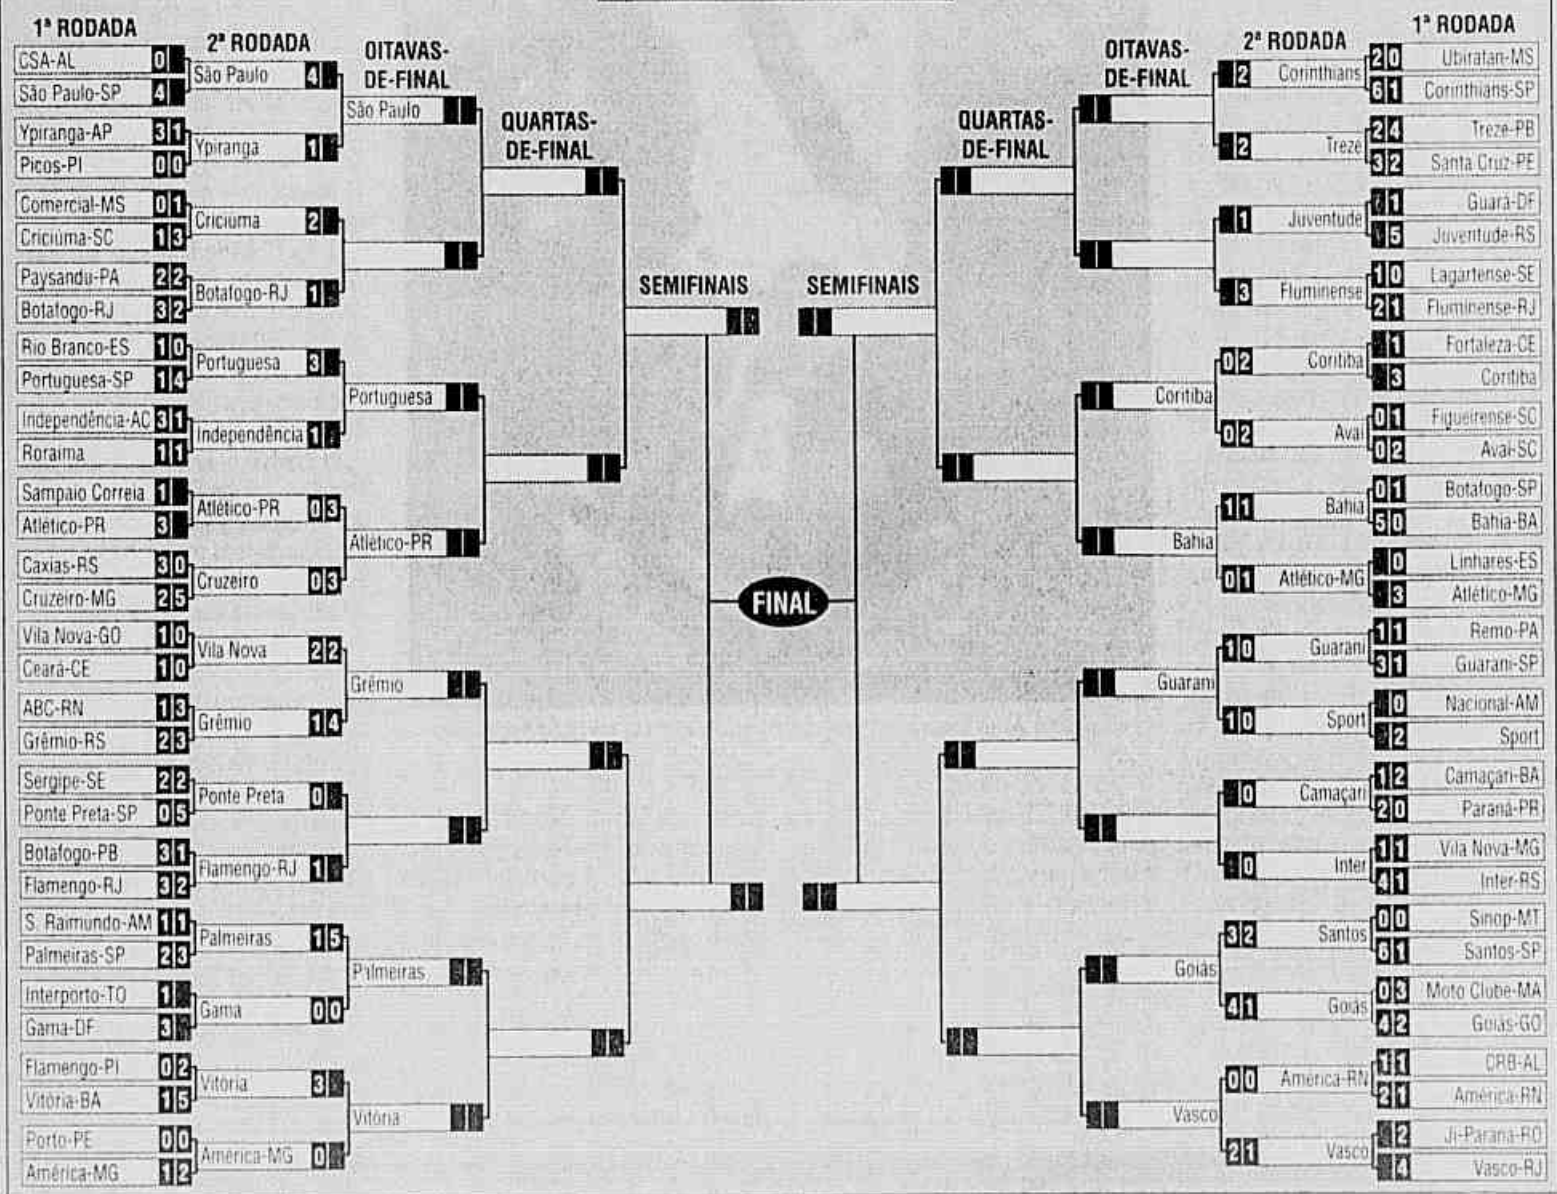 1ª RODADA
CSA-AL 0
São Paulo-SP 4
Ypiranga-AP 3 1
Picos-PI 0 0
Comercial-MS 0 1
Criciúma-SC 1 3
Paysandu-PA 2 2
Botafogo-RJ 3 2
Rio Branco-ES 1 0
Portuguesa-SP 1 4
Independência-AC 3 1
Roraima 1 1
Sampaio Correia 1
Atlético-PR 3
Caxias-RS 3 0
Cruzeiro-MG 2 5
Vila Nova-GO 1 0
Ceará-CE 1 0
ABC-RN 1 3
Grêmio-RS 2 3
Sergipe-SE 2 2
Ponte Preta-SP 0 5
Botafogo-PB 3 1
Flamengo-RJ 3 2
S. Raimundo-AM 1 1
Palmeiras-SP 2 3
Interporto-TO 1
Gama-DF 3
Flamengo-PI 0 2
Vitória-BA 1 5
Porto-PE 0 0
América-MG 1 2
2ª RODADA
São Paulo 4
Ypiranga 1
Criciúma 2
Botafogo-RJ 1
Portuguesa 3
Independência 1
Atlético-PR 0 3
Cruzeiro 0 3
Vila Nova 2 2
Grêmio 1 4
Ponte Preta 0
Flamengo-RJ 1
Palmeiras 1 5
Gama 0 0
Vitória 3
América-MG 0
OITAVAS-
DE-FINAL
São Paulo
Portuguesa
Atlético-PR
Grêmio
Palmeiras
Vitória
QUARTAS-
DE-FINAL
SEMIFINAIS
FINAL
SEMIFINAIS
QUARTAS-
DE-FINAL
OITAVAS-
DE-FINAL
Coritiba
Bahia
Guarani
Goiás
Vasco
2ª RODADA
2 Corinthians
2 Treze
1 Juventude
3 Fluminense
0 2 Coritiba
0 2 Avaí
1 1 Bahia
0 1 Atlético-MG
1 0 Guarani
1 0 Sport
0 Camaçari
0 Inter
3 2 Santos
4 1 Goiás
0 0 América-RN
2 1 Vasco
1ª RODADA
2 0 Ubiratan-MS
6 1 Corinthians-SP
2 4 Treze-PB
3 2 Santa Cruz-PE
1 Guará-DF
5 Juventude-RS
1 0 Lagartense-SE
2 1 Fluminense-RJ
1 Fortaleza-CE
3 Coritiba
0 1 Figueirense-SC
0 2 Avaí-SC
0 1 Botafogo-SP
5 0 Bahia-BA
0 Linhares-ES
3 Atlético-MG
1 1 Remo-PA
3 1 Guarani-SP
0 Nacional-AM
2 Sport
1 2 Camaçari-BA
2 0 Paraná-PR
1 1 Vila Nova-MG
4 1 Inter-RS
0 0 Sinop-MT
6 1 Santos-SP
0 3 Moto Clube-MA
4 2 Goiás-GO
1 1 CRB-AL
2 1 América-RN
2 Ji-Paraná-RO
4 Vasco-RJ